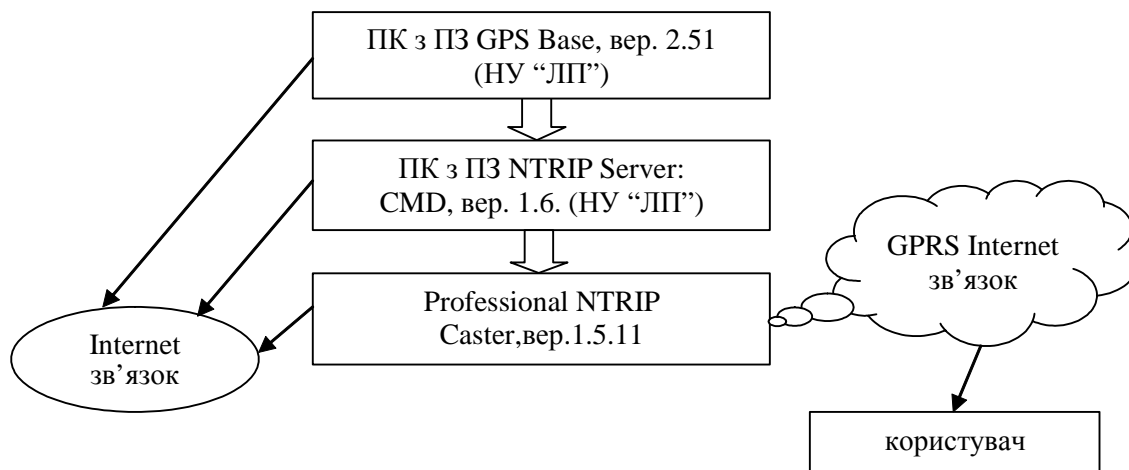 ПК з ПЗ GPS Base, вер. 2.51
(НУ “ЛП”)
ПК з ПЗ NTRIP Server:
CMD, вер. 1.6. (НУ “ЛП”)
Professional NTRIP
Caster,вер.1.5.11
Internet
зв’язок
GPRS Internet
зв’язок
користувач